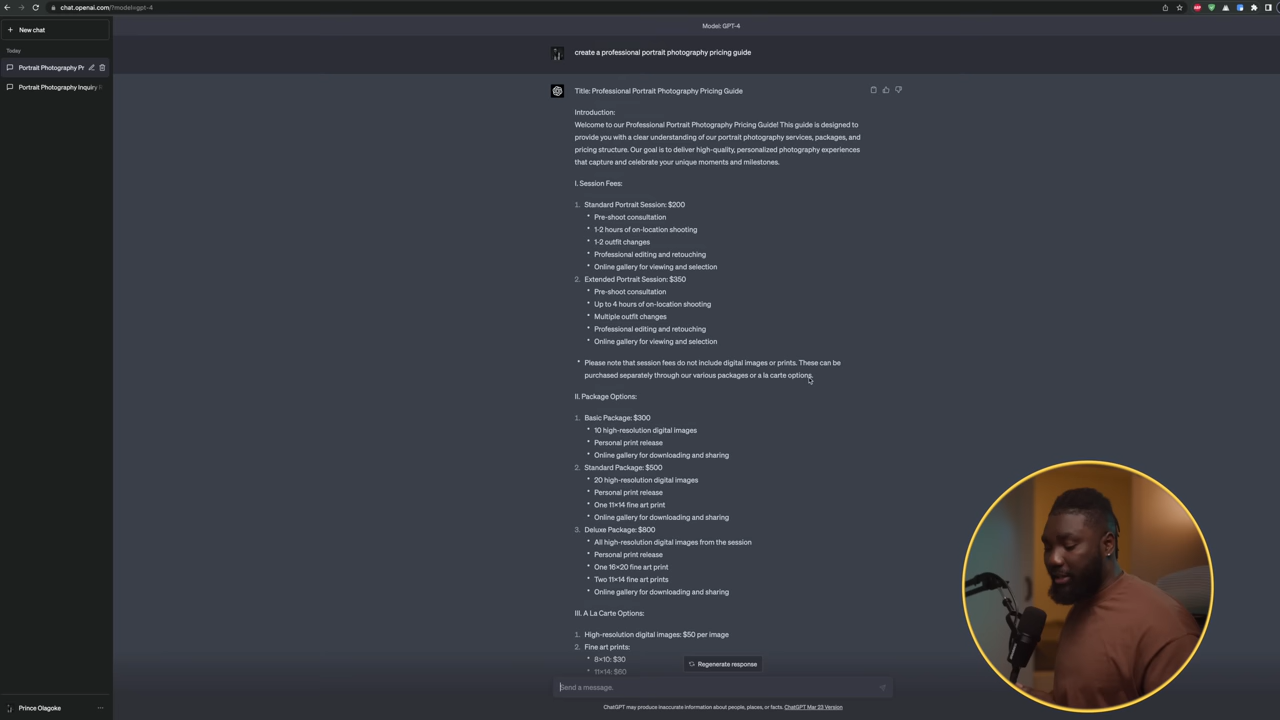 chat.openai.com/?model=gpt-4
New chat
Model: GPT-4
Today
Portrait Photography Pr
Portrait Photography Inquiry
create a professional portrait photography pricing guide
Title: Professional Portrait Photography Pricing Guide
Introduction:
Welcome to our Professional Portrait Photography Pricing Guide! This guide is designed to
provide you with a clear understanding of our portrait photography services, packages, and
pricing structure. Our goal is to deliver high-quality, personalized photography experiences
that capture and celebrate your unique moments and milestones.
I. Session Fees:
1. Standard Portrait Session: $200
• Pre-shoot consultation
• 1-2 hours of on-location shooting
• 1-2 outfit changes
• Professional editing and retouching
• Online gallery for viewing and selection
2. Extended Portrait Session: $350
• Pre-shoot consultation
• Up to 4 hours of on-location shooting
• Multiple outfit changes
• Professional editing and retouching
• Online gallery for viewing and selection
• Please note that session fees do not include digital images or prints. These can be
purchased separately through our various packages or a la carte options.
II. Package Options:
1. Basic Package: $300
• 10 high-resolution digital images
• Personal print release
• Online gallery for downloading and sharing
2. Standard Package: $500
• 20 high-resolution digital images
• Personal print release
• One 11×14 fine art print
• Online gallery for downloading and sharing
3. Deluxe Package: $800
• All high-resolution digital images from the session
• Personal print release
• One 16×20 fine art print
• Two 11×14 fine art prints
• Online gallery for downloading and sharing
III. A La Carte Options:
1. High-resolution digital images: $50 per image
2. Fine art prints:
• 8×10: $30
• 11×14: $60
Regenerate response
Send a message.
ChatGPT may produce inaccurate information about people, places, or facts. ChatGPT Mar 23 Version
Prince Olagoke